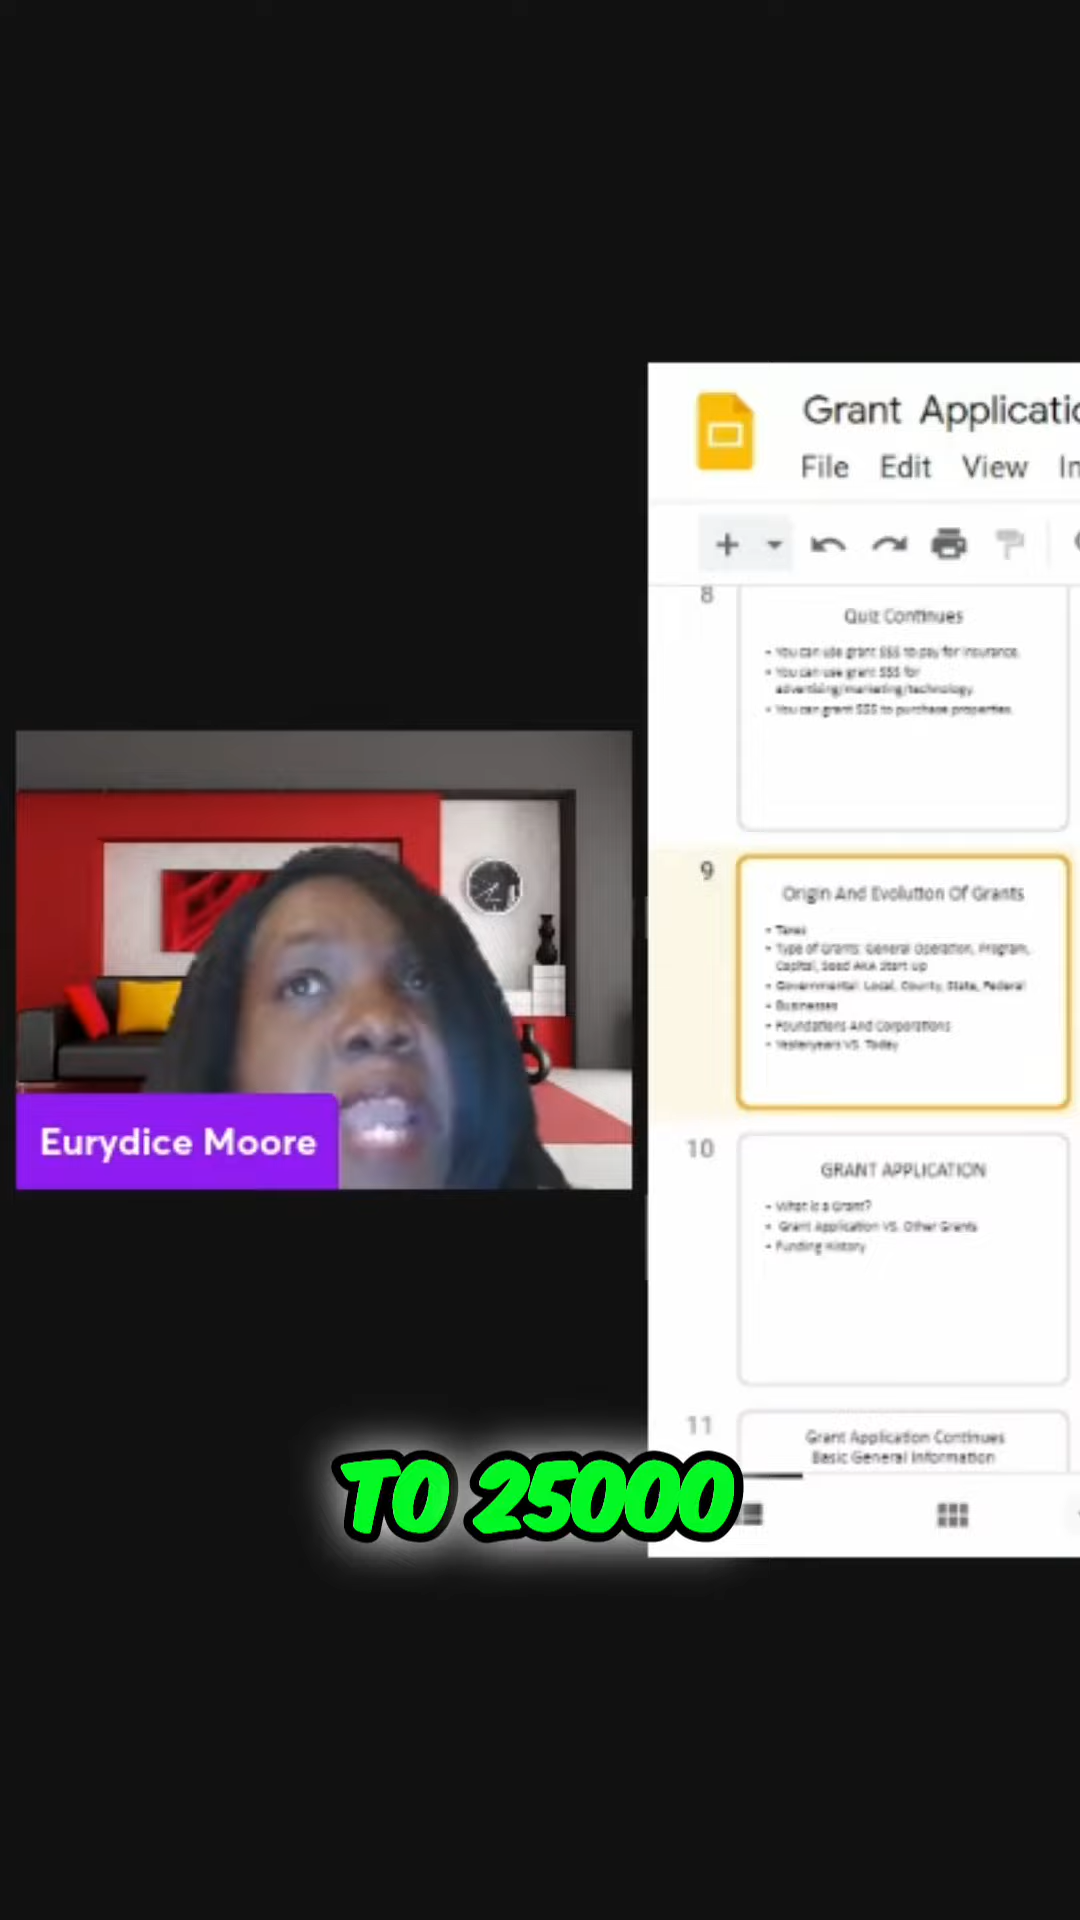 Grant Applicatio
File Edit View In
8
Quiz Continues
• You can use grant $$$ to pay for insurance.
• You can use grant $$$ for
advertising/marketing/technology.
• You can grant $$$ to purchase properties.
9
Origin And Evolution Of Grants
• Taxes
• Type of Grants: General Operation, Program,
Capital, Seed AKA Start Up
• Governmental: Local, County, State, Federal
• Businesses
• Foundations And Corporations
• Yesteryears VS. Today
10
GRANT APPLICATION
• What is a Grant?
• Grant Application VS. Other Grants
• Funding History
11
Grant Application Continues
Basic General Information
Eurydice Moore
TO 25000